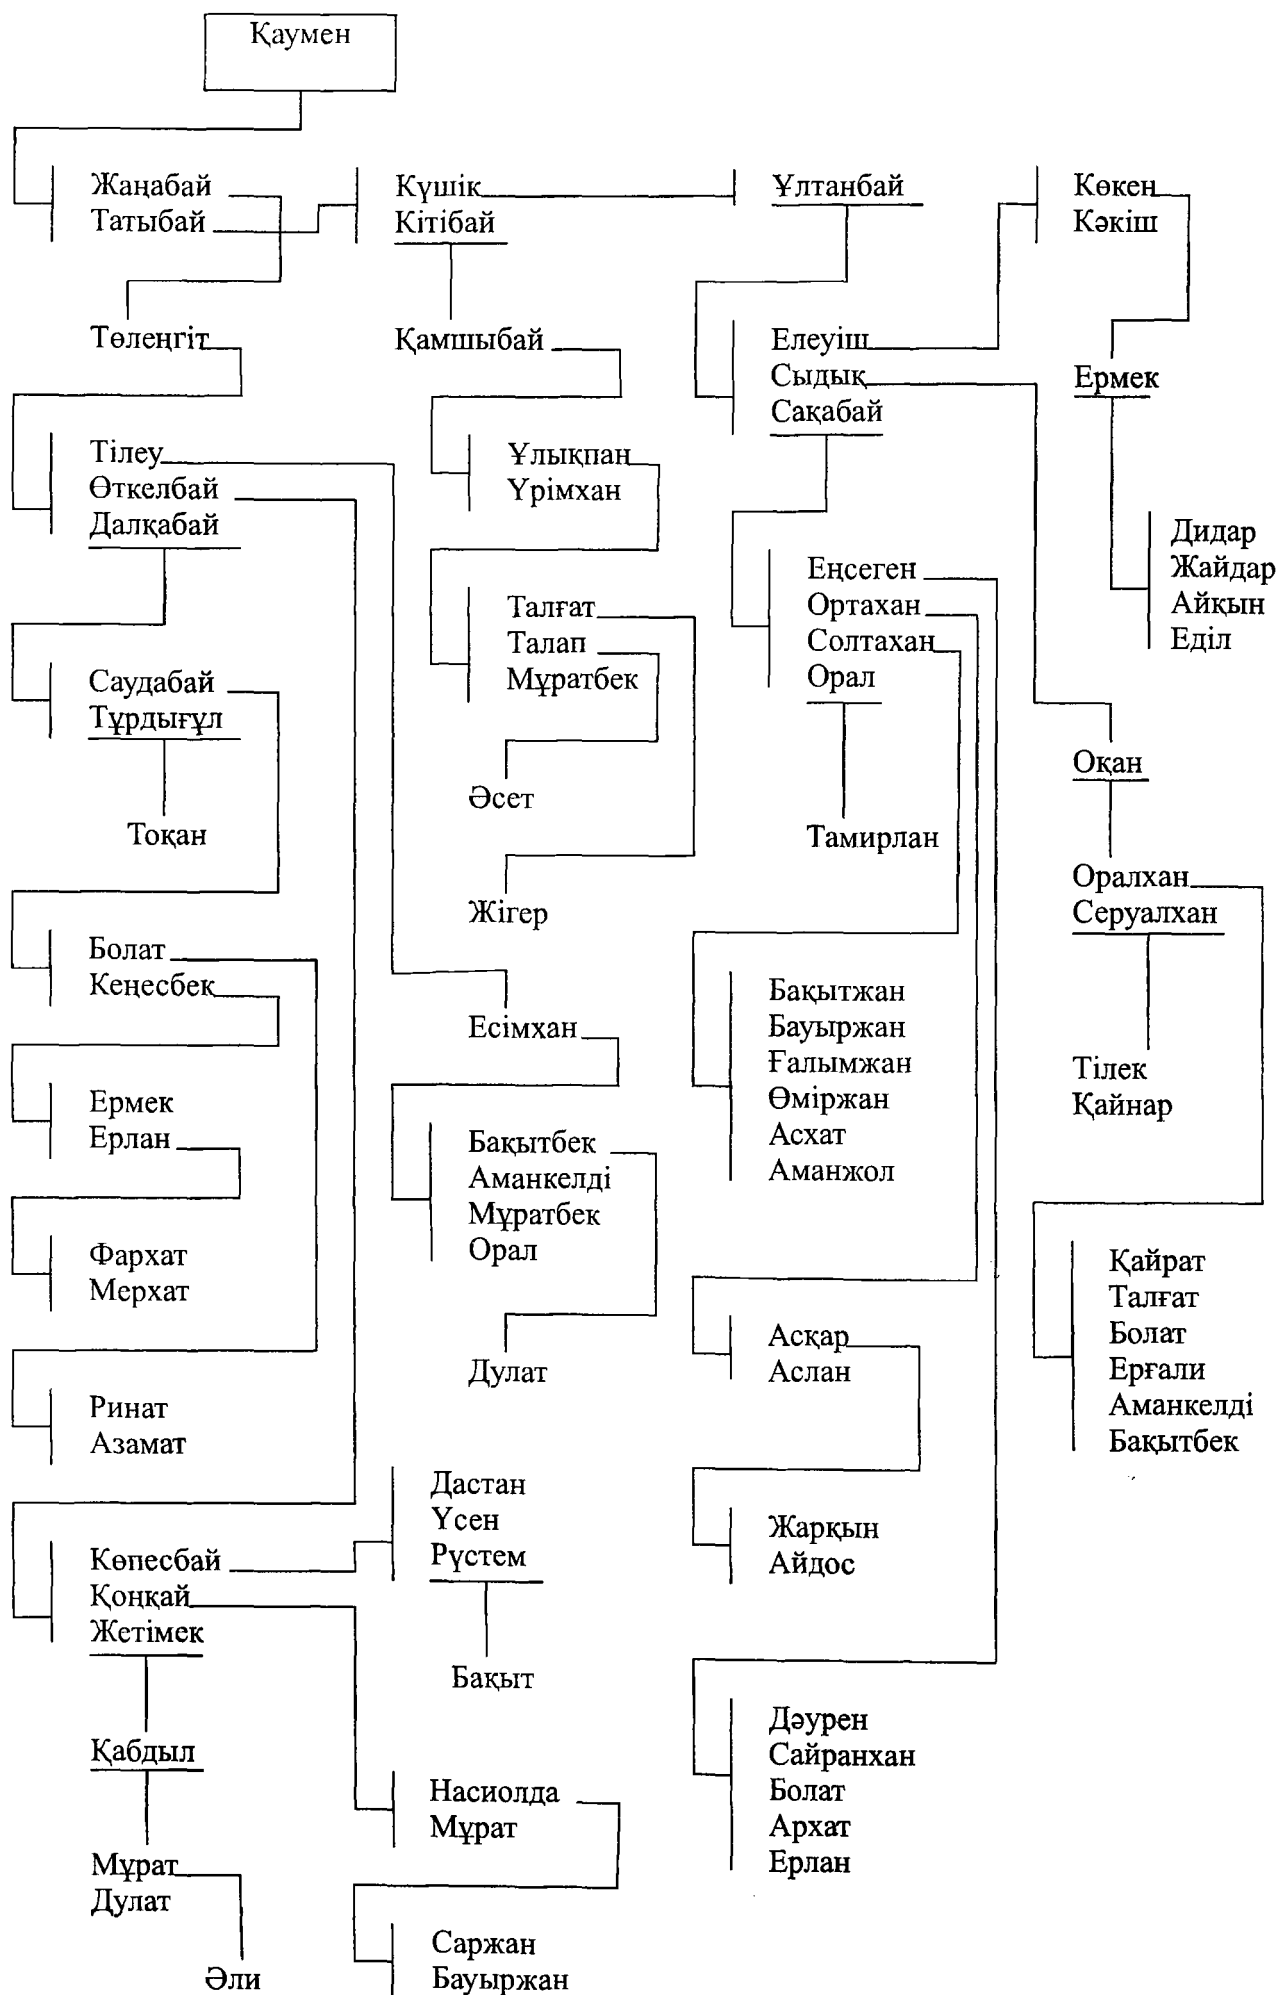 Қаумен
Жаңабай
Татыбай
Күшік
Кітібай
Ұлтанбай
Көкен
Кәкіш
Төлеңгіт
Қамшыбай
Елеуіш
Сыдық
Сақабай
Ермек
Тілеу
Өткелбай
Далқабай
Ұлықпан
Үрімхан
Дидар
Жайдар
Айқын
Еділ
Еңсеген
Ортахан
Солтахан
Орал
Талғат
Талап
Мұратбек
Саудабай
Тұрдығұл
Оқан
Әсет
Тоқан
Тамирлан
Жігер
Оралхан
Серуалхан
Болат
Кеңесбек
Есімхан
Бақытжан
Бауыржан
Ғалымжан
Өміржан
Асхат
Аманжол
Тілек
Қайнар
Ермек
Ерлан
Бақытбек
Аманкелді
Мұратбек
Орал
Фархат
Мерхат
Қайрат
Талғат
Болат
Ерғали
Аманкелді
Бақытбек
Дулат
Асқар
Аслан
Ринат
Азамат
Дастан
Үсен
Рүстем
Жарқын
Айдос
Көпесбай
Қоңқай
Жетімек
Бақыт
Қабдыл
Дәурен
Сайранхан
Болат
Архат
Ерлан
Насиолда
Мұрат
Мұрат
Дулат
Әли
Саржан
Бауыржан